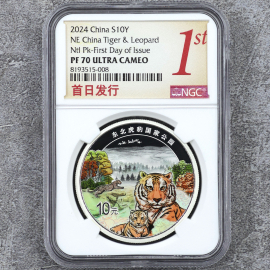 2024 China S10Y
NE China Tiger & Leopard
Ntl Pk-First Day of Issue
PF 70 ULTRA CAMEO
8193515-008
首日发行
1st
NGC
东北虎豹国家公园
10元